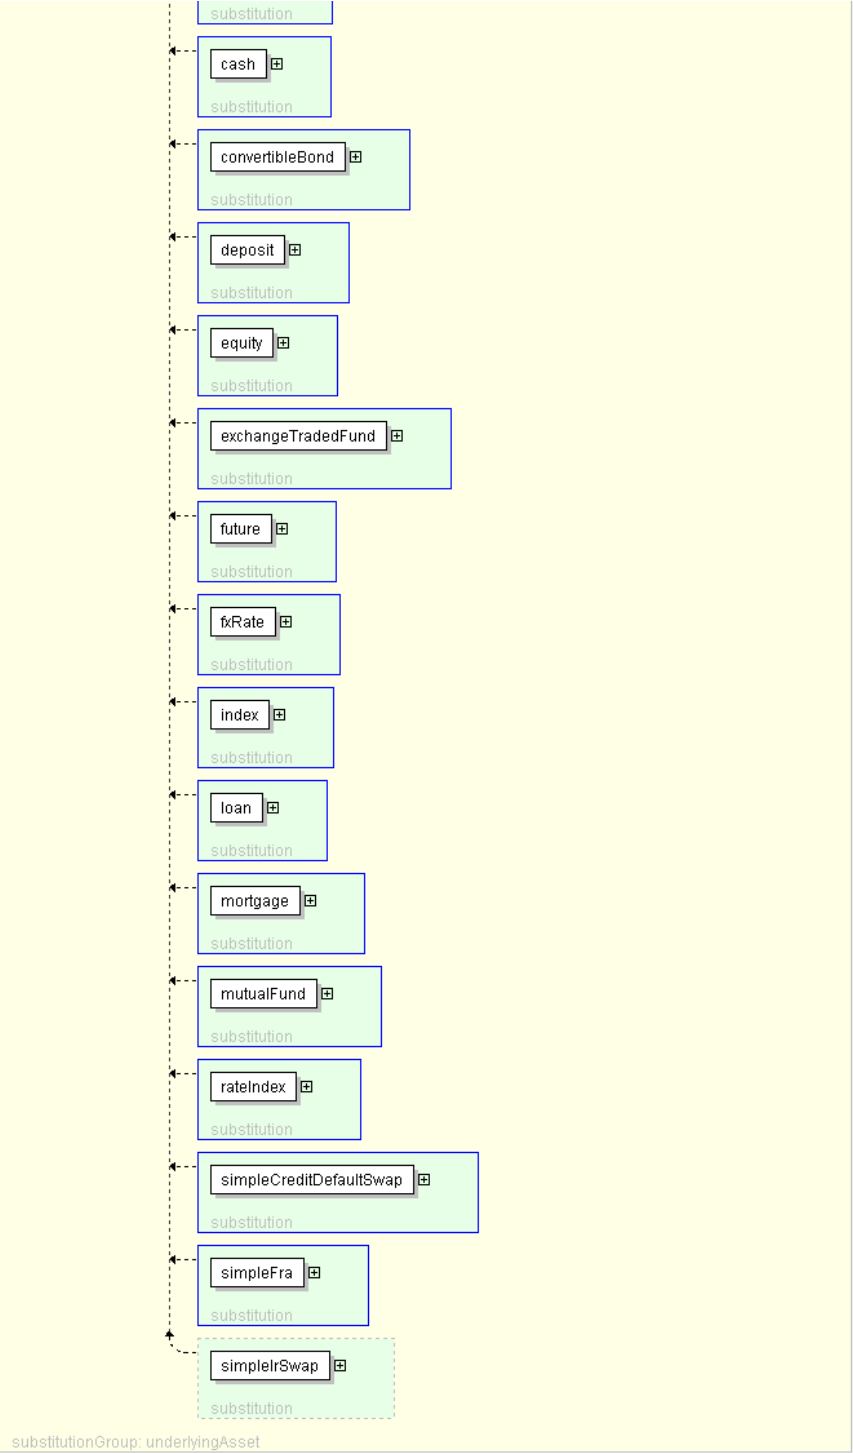 substitution
cash
substitution
convertibleBond
substitution
deposit
substitution
equity
substitution
exchangeTradedFund
substitution
future
substitution
fxRate
substitution
index
substitution
loan
substitution
mortgage
substitution
mutualFund
substitution
rateIndex
substitution
simpleCreditDefaultSwap
substitution
simpleFra
substitution
simpleIrSwap
substitution
substitutionGroup: underlyingAsset